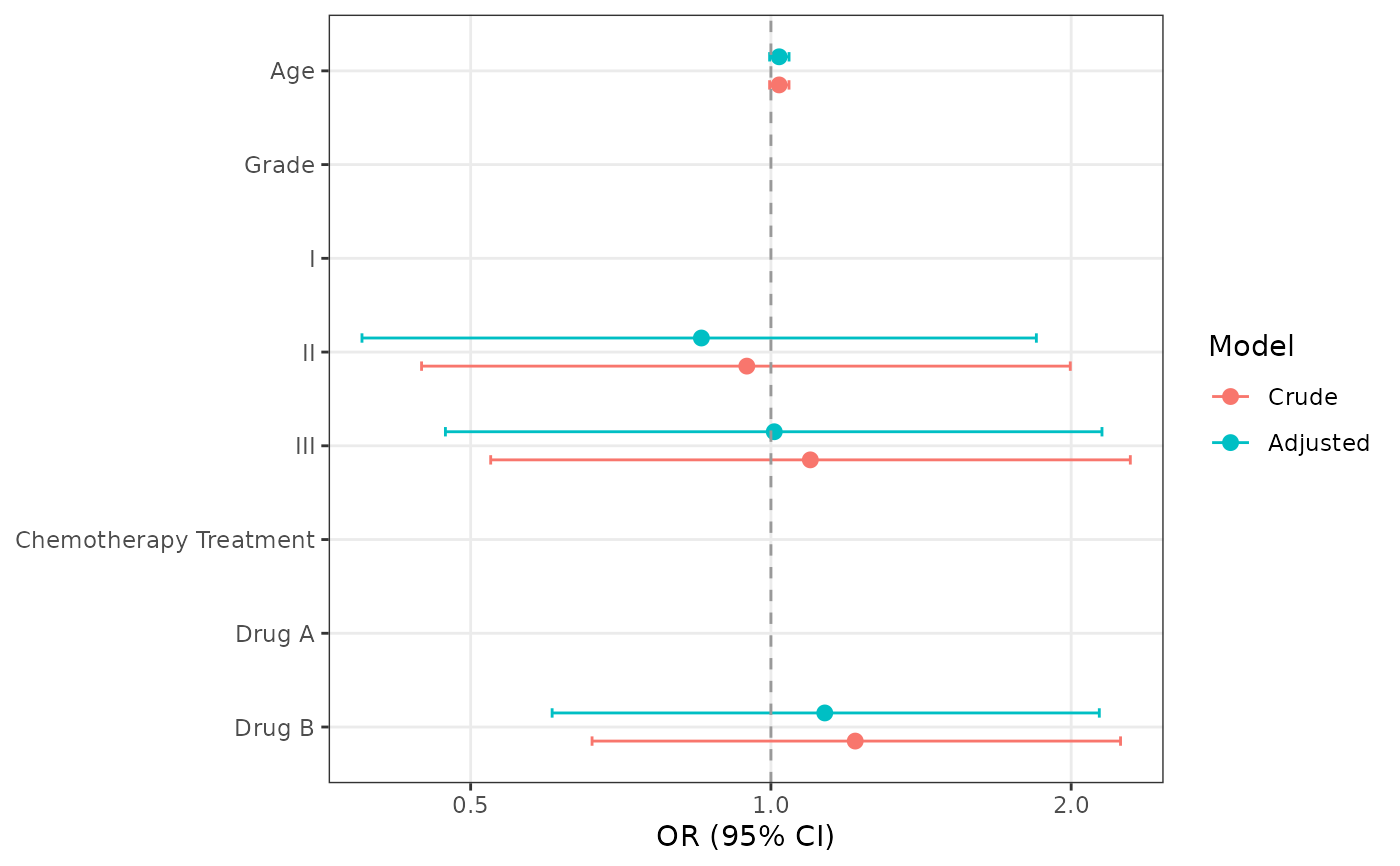 Age
Grade
I
II
III
Chemotherapy Treatment
Drug A
Drug B
0.5
1.0
2.0
OR (95% CI)
Model
Crude
Adjusted